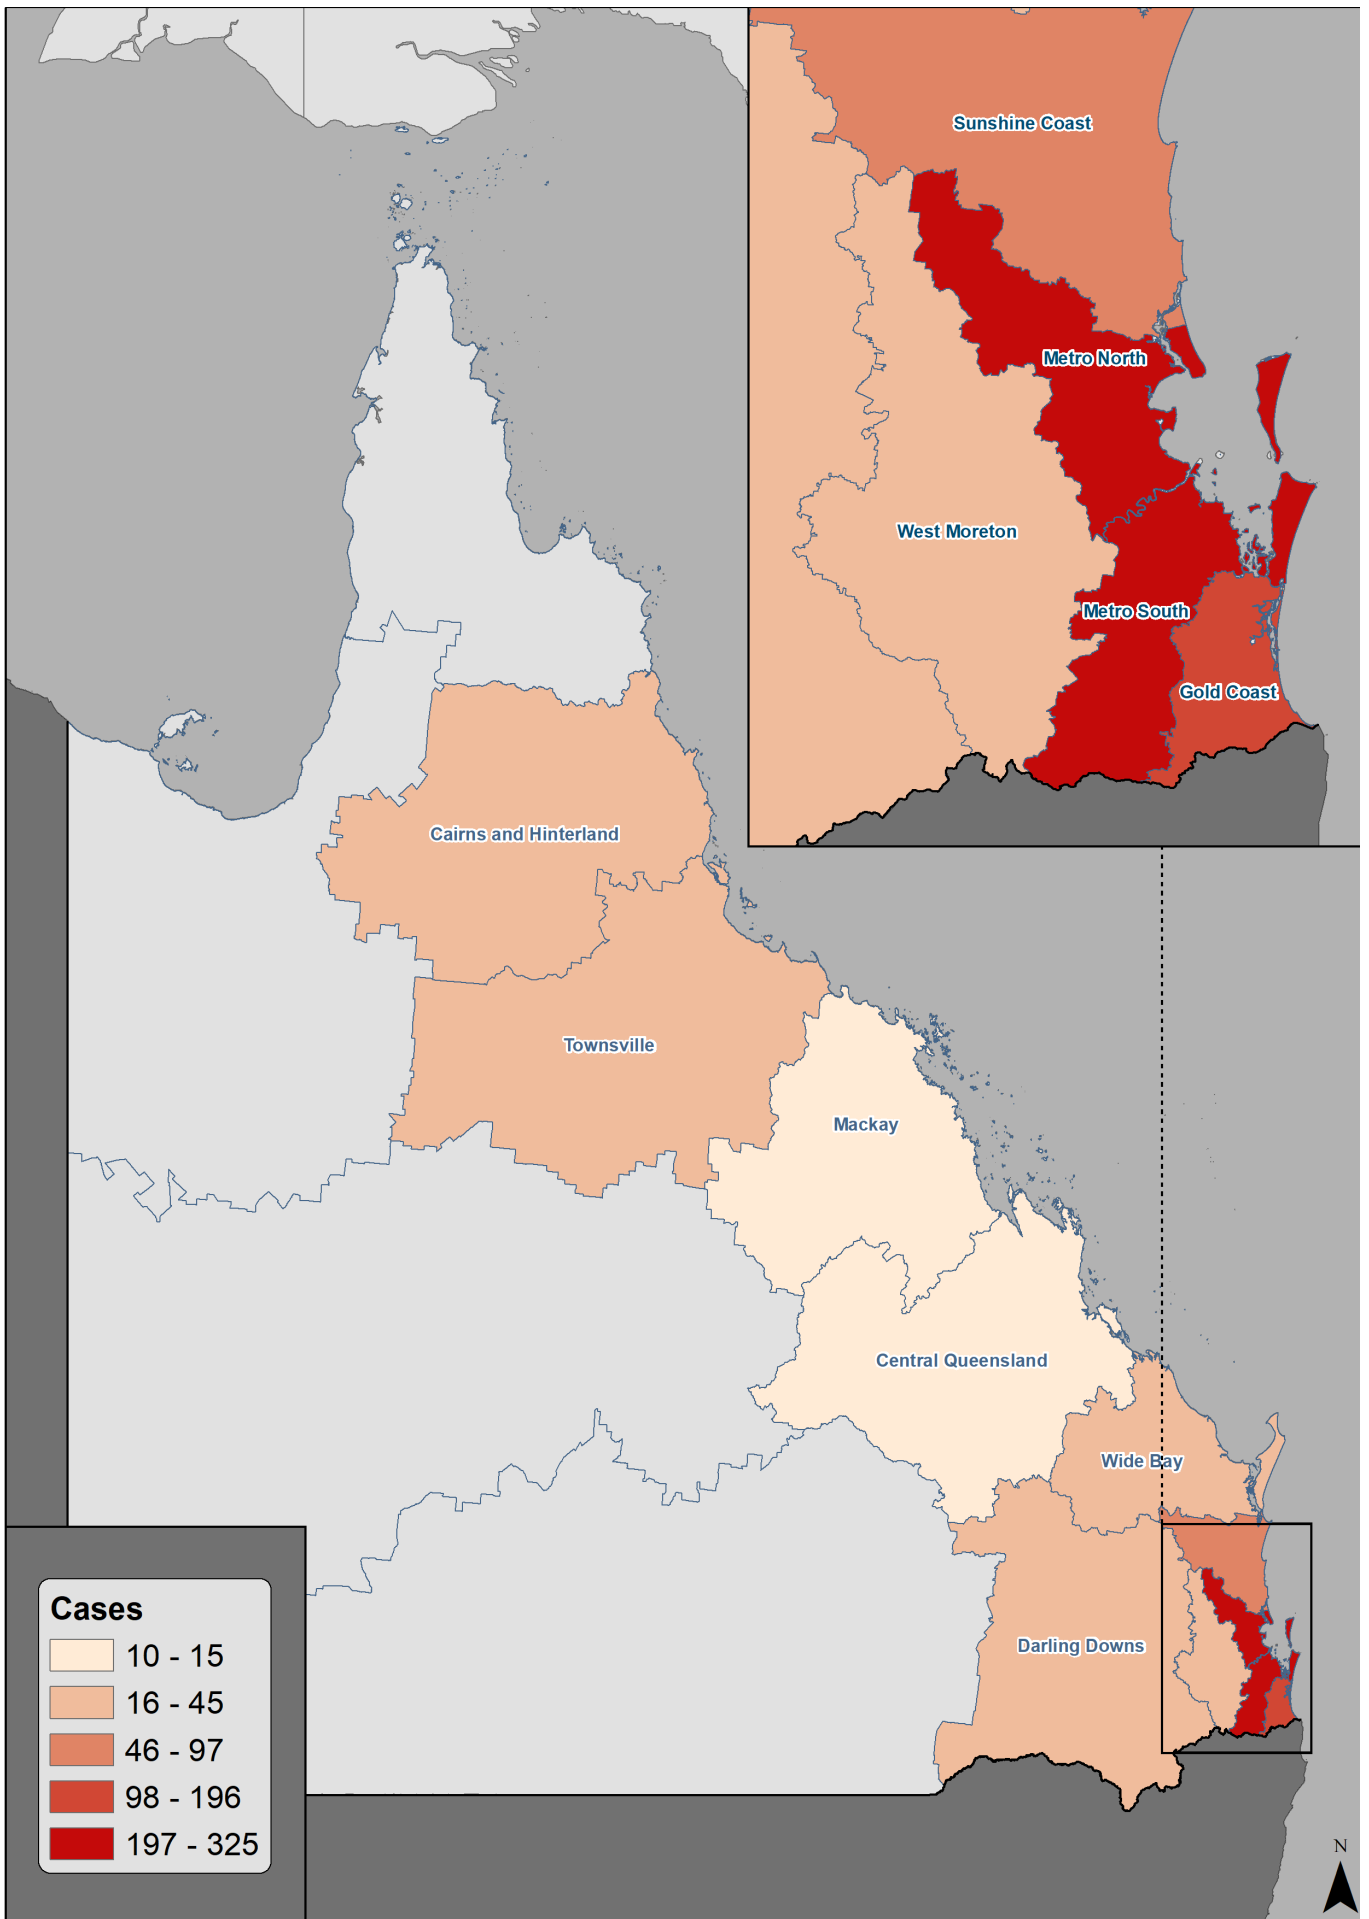 Sunshine Coast
Metro North
West Moreton
Metro South
Gold Coast
Cairns and Hinterland
Townsville
Mackay
Central Queensland
Wide Bay
Darling Downs
Cases
10 - 15
16 - 45
46 - 97
98 - 196
197 - 325
N